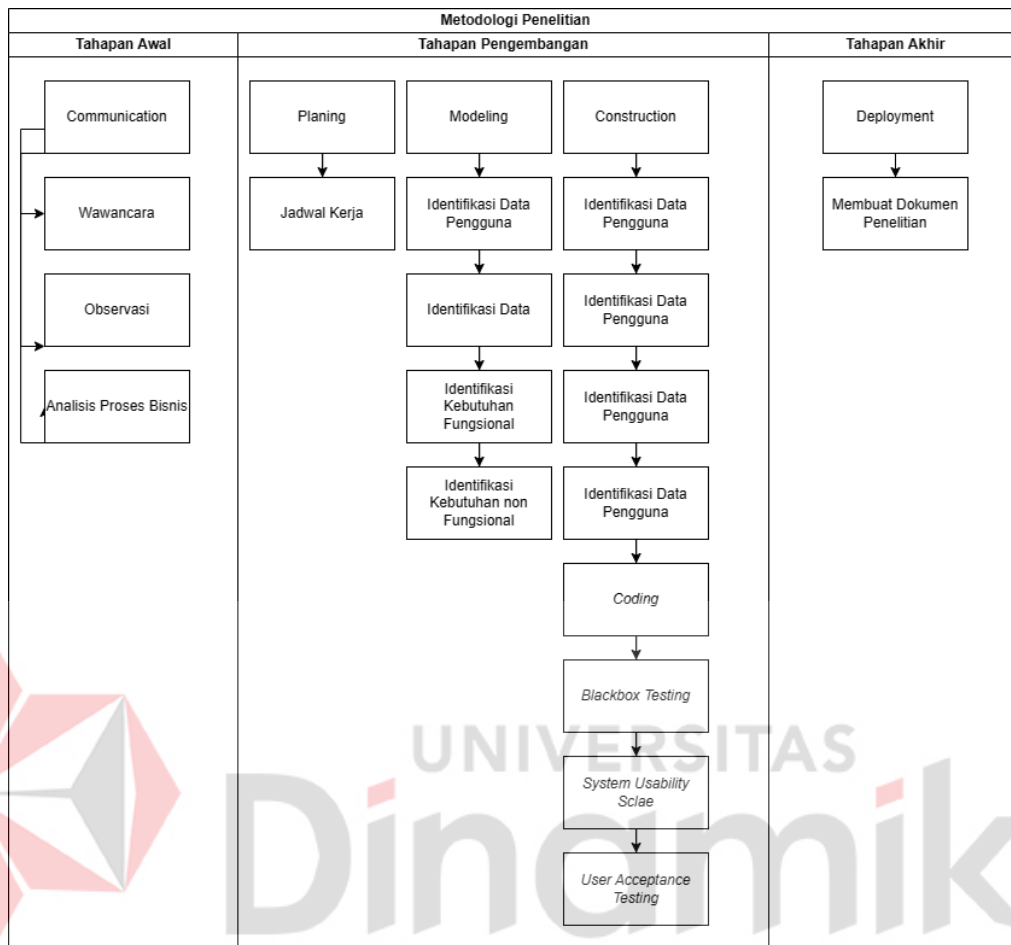 Metodologi Penelitian
Tahapan Awal
Tahapan Pengembangan
Tahapan Akhir
Communication
Wawancara
Observasi
Analisis Proses Bisnis
Planing
Jadwal Kerja
Modeling
Identifikasi Data
Pengguna
Identifikasi Data
Identifikasi
Kebutuhan
Fungsional
Identifikasi
Kebutuhan non
Fungsional
Construction
Identifikasi Data
Pengguna
Identifikasi Data
Pengguna
Identifikasi Data
Pengguna
Identifikasi Data
Pengguna
Coding
Blackbox Testing
System Usability
Sclae
User Acceptance
Testing
Deployment
Membuat Dokumen
Penelitian
UNIVERSITAS
Dinamik